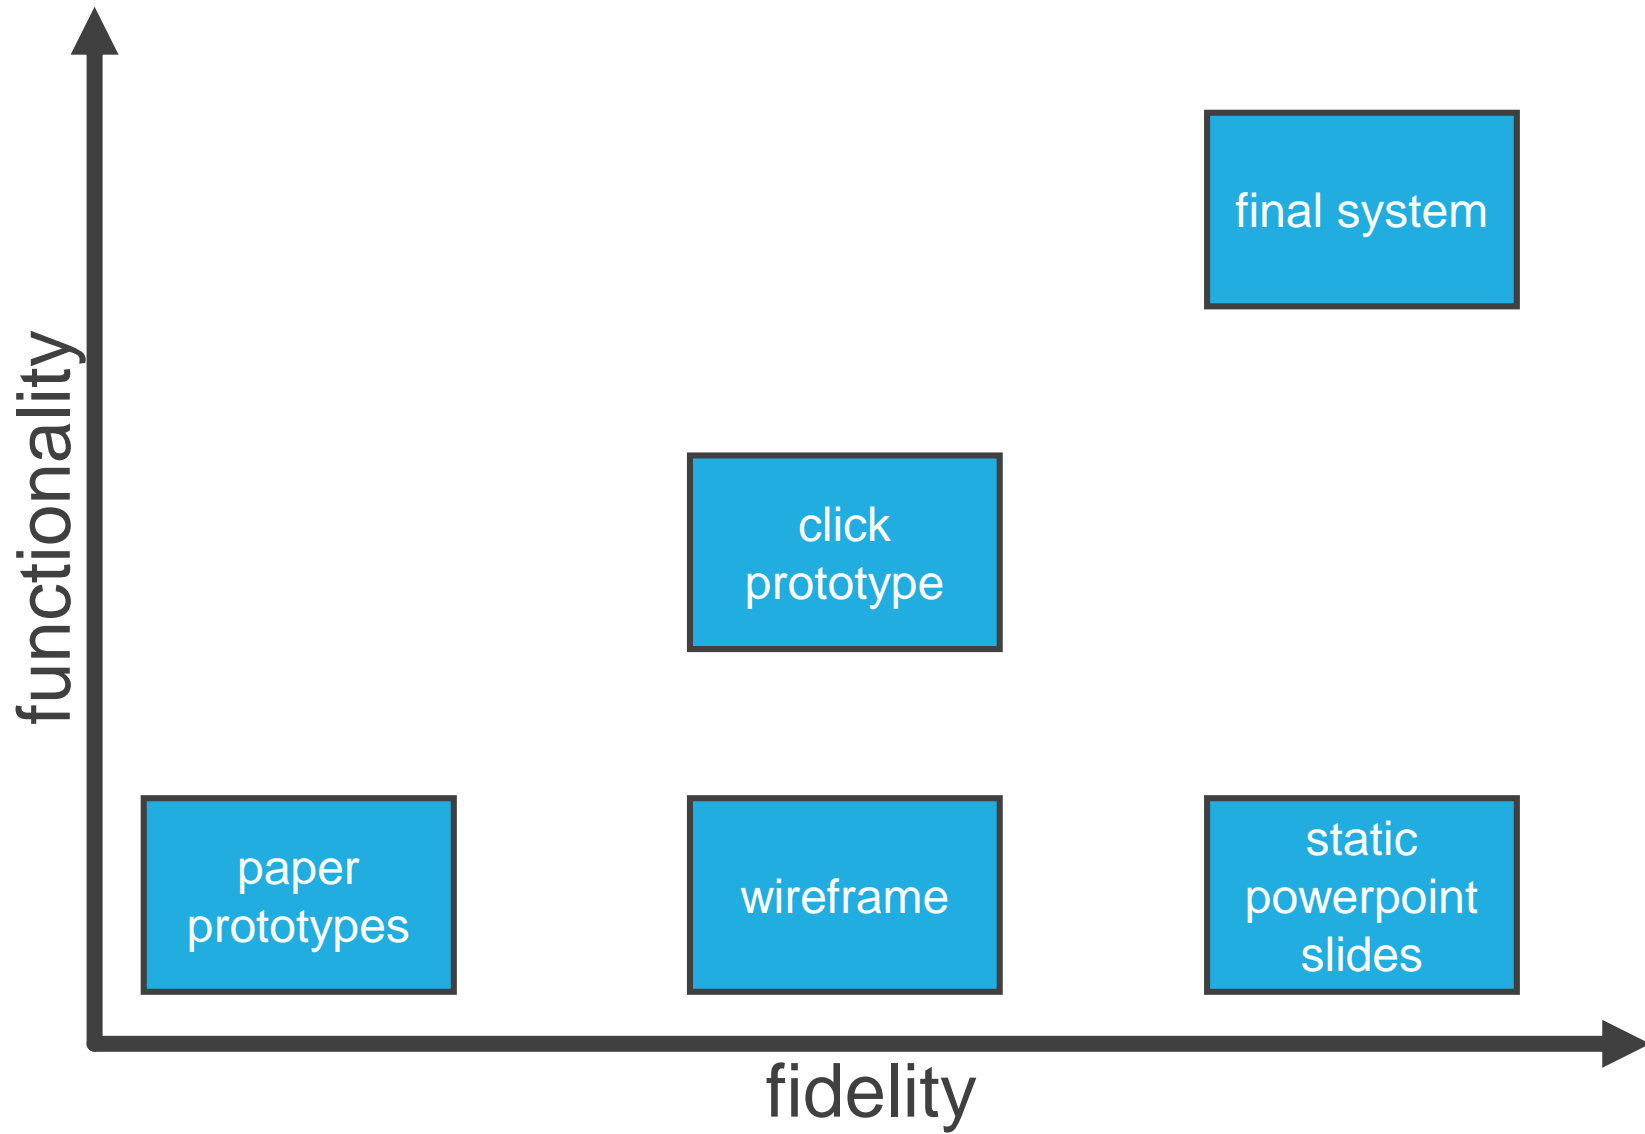 functionality
final system
click
prototype
paper
prototypes
wireframe
static
powerpoint
slides
fidelity